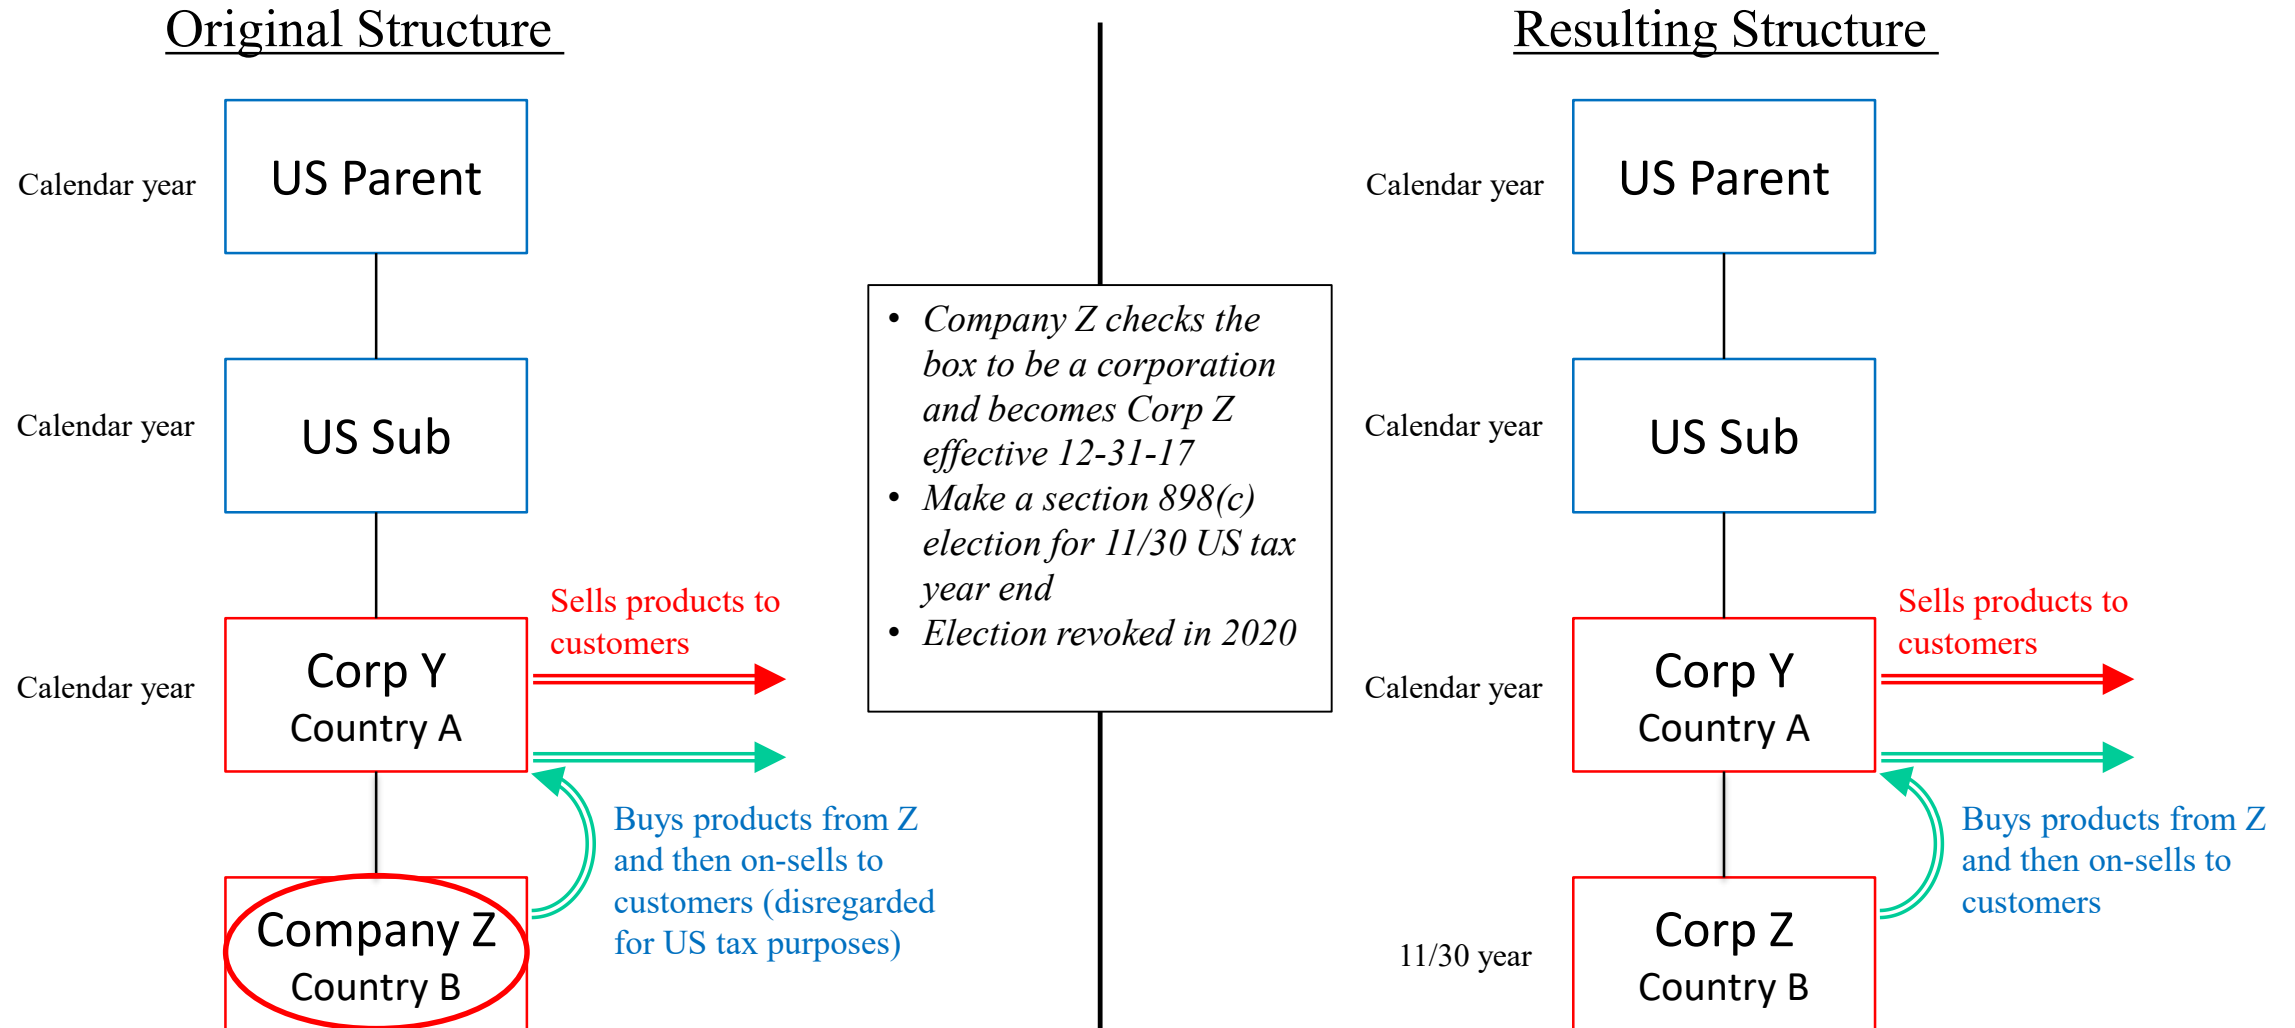 Original Structure
Calendar year
US Parent
Calendar year
US Sub
Calendar year
Corp Y
Country A
Sells products to
customers
Buys products from Z
and then on-sells to
customers (disregarded
for US tax purposes)
Company Z
Country B
• Company Z checks the
box to be a corporation
and becomes Corp Z
effective 12-31-17
• Make a section 898(c)
election for 11/30 US tax
year end
• Election revoked in 2020
Resulting Structure
Calendar year
US Parent
Calendar year
US Sub
Calendar year
Corp Y
Country A
Sells products to
customers
Buys products from Z
and then on-sells to
customers
11/30 year
Corp Z
Country B